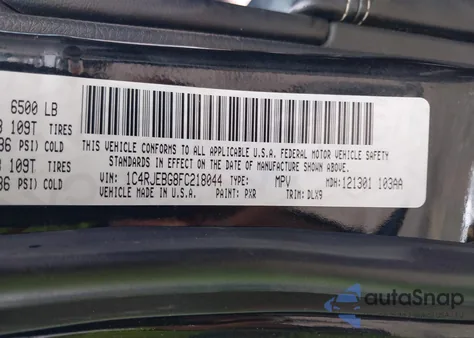 6500 LB
109T TIRES
PSI) COLD
109T TIRES
PSI) COLD
THIS VEHICLE CONFORMS TO ALL APPLICABLE U.S.A. FEDERAL MOTOR VEHICLE SAFETY
STANDARDS IN EFFECT ON THE DATE OF MANUFACTURE SHOWN ABOVE.
VIN: 1C4RJEBG8FC218044 TYPE: MPV MDH: 121301 103AA
VEHICLE MADE IN U.S.A. PAINT: PXR TRIM: DLX9
autoSnap